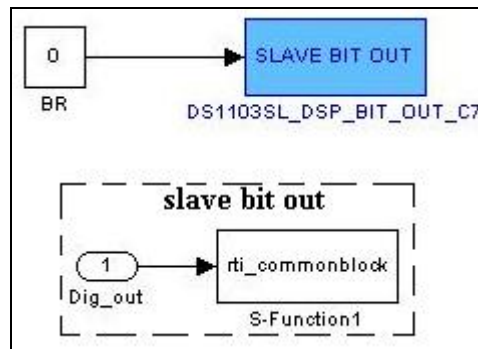 0
SLAVE BIT OUT
BR
DS1103SL_DSP_BIT_OUT_C7
slave bit out
1
rti_commonblock
Dig_out
S-Function1